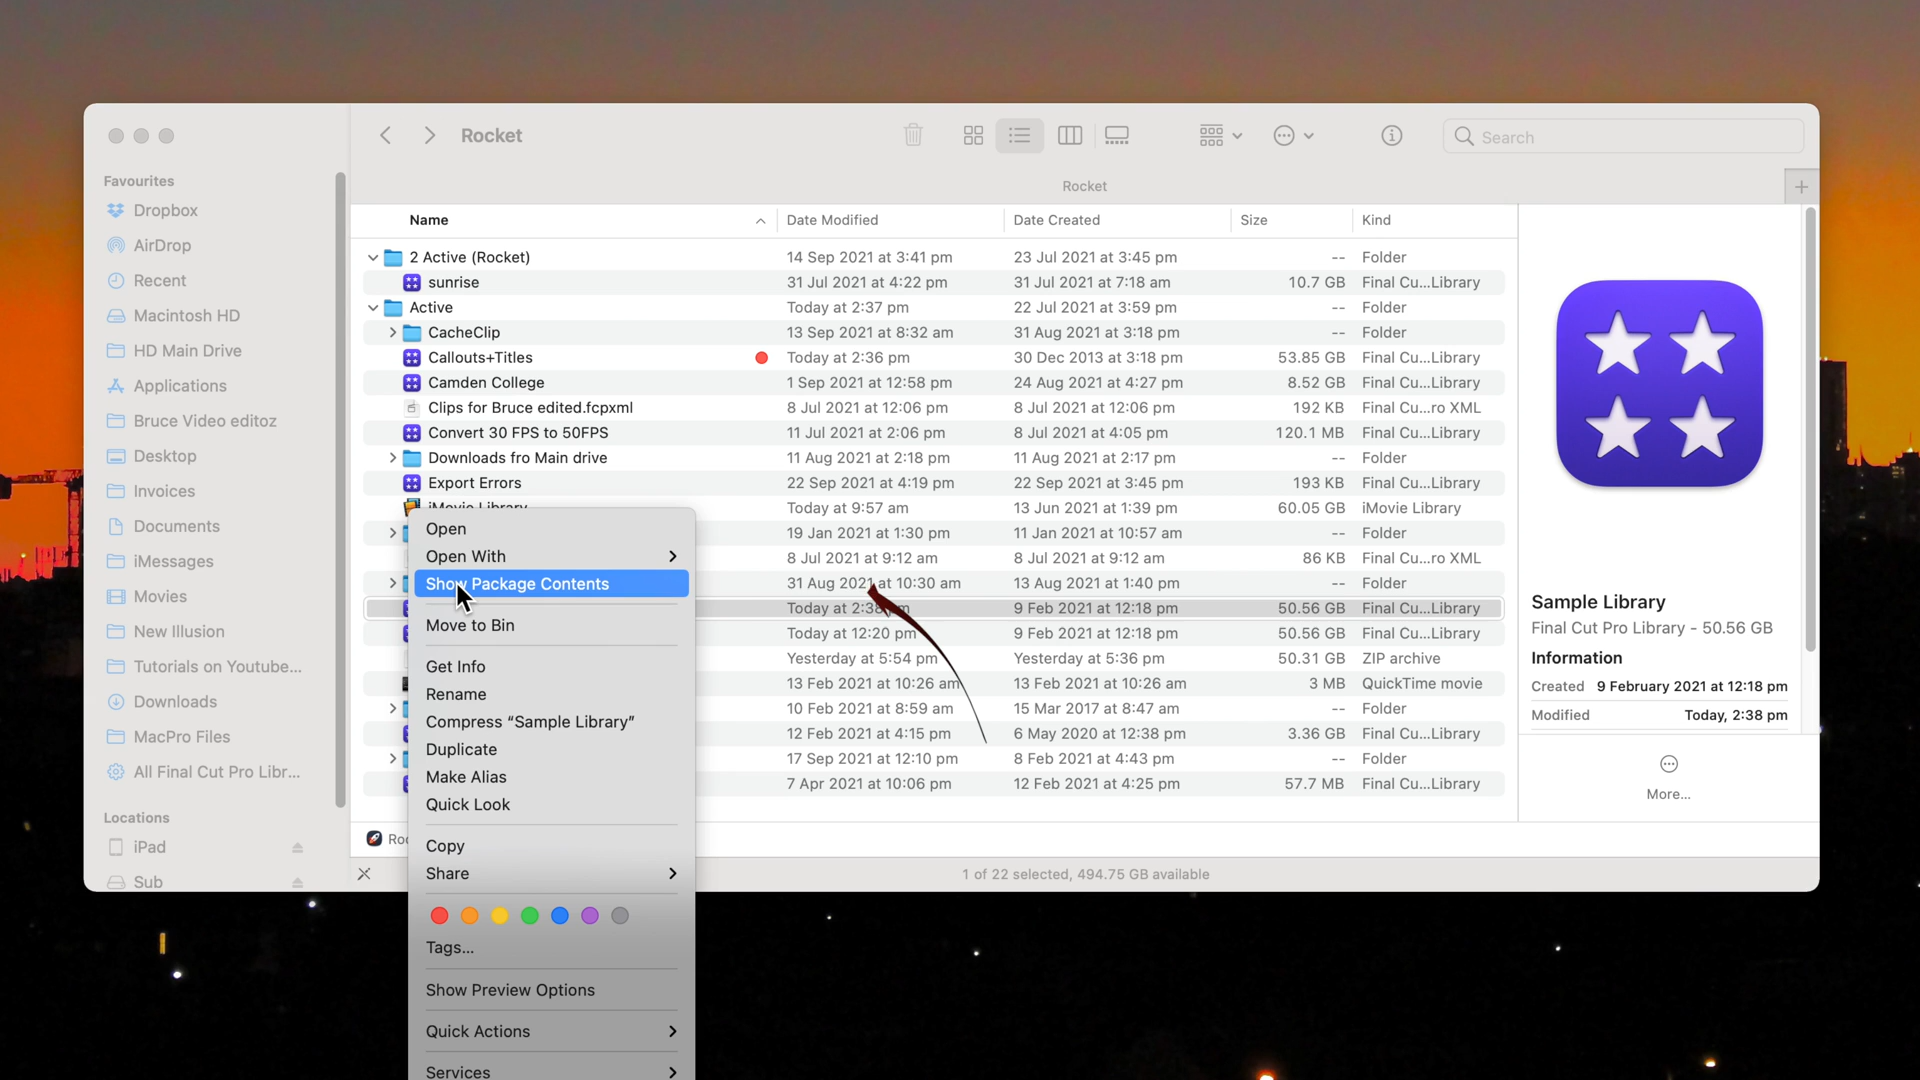 Rocket
Search
Rocket
Favourites
Dropbox
AirDrop
Recent
Macintosh HD
HD Main Drive
Applications
Bruce Video editoz
Desktop
Invoices
Documents
iMessages
Movies
New Illusion
Tutorials on Youtube...
Downloads
MacPro Files
All Final Cut Pro Libr...
Locations
iPad
Sub
Name Date Modified Date Created Size Kind
2 Active (Rocket) 14 Sep 2021 at 3:41 pm 23 Jul 2021 at 3:45 pm -- Folder
sunrise 31 Jul 2021 at 4:22 pm 31 Jul 2021 at 7:18 am 10.7 GB Final Cu...Library
Active Today at 2:37 pm 22 Jul 2021 at 3:59 pm -- Folder
CacheClip 13 Sep 2021 at 8:32 am 31 Aug 2021 at 3:18 pm -- Folder
Callouts+Titles Today at 2:36 pm 30 Dec 2013 at 3:18 pm 53.85 GB Final Cu...Library
Camden College 1 Sep 2021 at 12:58 pm 24 Aug 2021 at 4:27 pm 8.52 GB Final Cu...Library
Clips for Bruce edited.fcpxml 8 Jul 2021 at 12:06 pm 8 Jul 2021 at 12:06 pm 192 KB Final Cu...ro XML
Convert 30 FPS to 50FPS 11 Jul 2021 at 2:06 pm 8 Jul 2021 at 4:05 pm 120.1 MB Final Cu...Library
Downloads fro Main drive 11 Aug 2021 at 2:18 pm 11 Aug 2021 at 2:17 pm -- Folder
Export Errors 22 Sep 2021 at 4:19 pm 22 Sep 2021 at 3:45 pm 193 KB Final Cu...Library
iMovie Library Today at 9:57 am 13 Jun 2021 at 1:39 pm 60.05 GB iMovie Library
19 Jan 2021 at 1:30 pm 11 Jan 2021 at 10:57 am -- Folder
8 Jul 2021 at 9:12 am 8 Jul 2021 at 9:12 am 86 KB Final Cu...ro XML
31 Aug 2021 at 10:30 am 13 Aug 2021 at 1:40 pm -- Folder
Today at 2:38 pm 9 Feb 2021 at 12:18 pm 50.56 GB Final Cu...Library
Today at 12:20 pm 9 Feb 2021 at 12:18 pm 50.56 GB Final Cu...Library
Yesterday at 5:54 pm Yesterday at 5:36 pm 50.31 GB ZIP archive
13 Feb 2021 at 10:26 am 13 Feb 2021 at 10:26 am 3 MB QuickTime movie
10 Feb 2021 at 8:59 am 15 Mar 2017 at 8:47 am -- Folder
12 Feb 2021 at 4:15 pm 6 May 2020 at 12:38 pm 3.36 GB Final Cu...Library
17 Sep 2021 at 12:10 pm 8 Feb 2021 at 4:43 pm -- Folder
7 Apr 2021 at 10:06 pm 12 Feb 2021 at 4:25 pm 57.7 MB Final Cu...Library
1 of 22 selected, 494.75 GB available
Open
Open With
Show Package Contents
Move to Bin
Get Info
Rename
Compress “Sample Library”
Duplicate
Make Alias
Quick Look
Copy
Share
Tags...
Show Preview Options
Quick Actions
Services
Sample Library
Final Cut Pro Library - 50.56 GB
Information
Created 9 February 2021 at 12:18 pm
Modified Today, 2:38 pm
More...